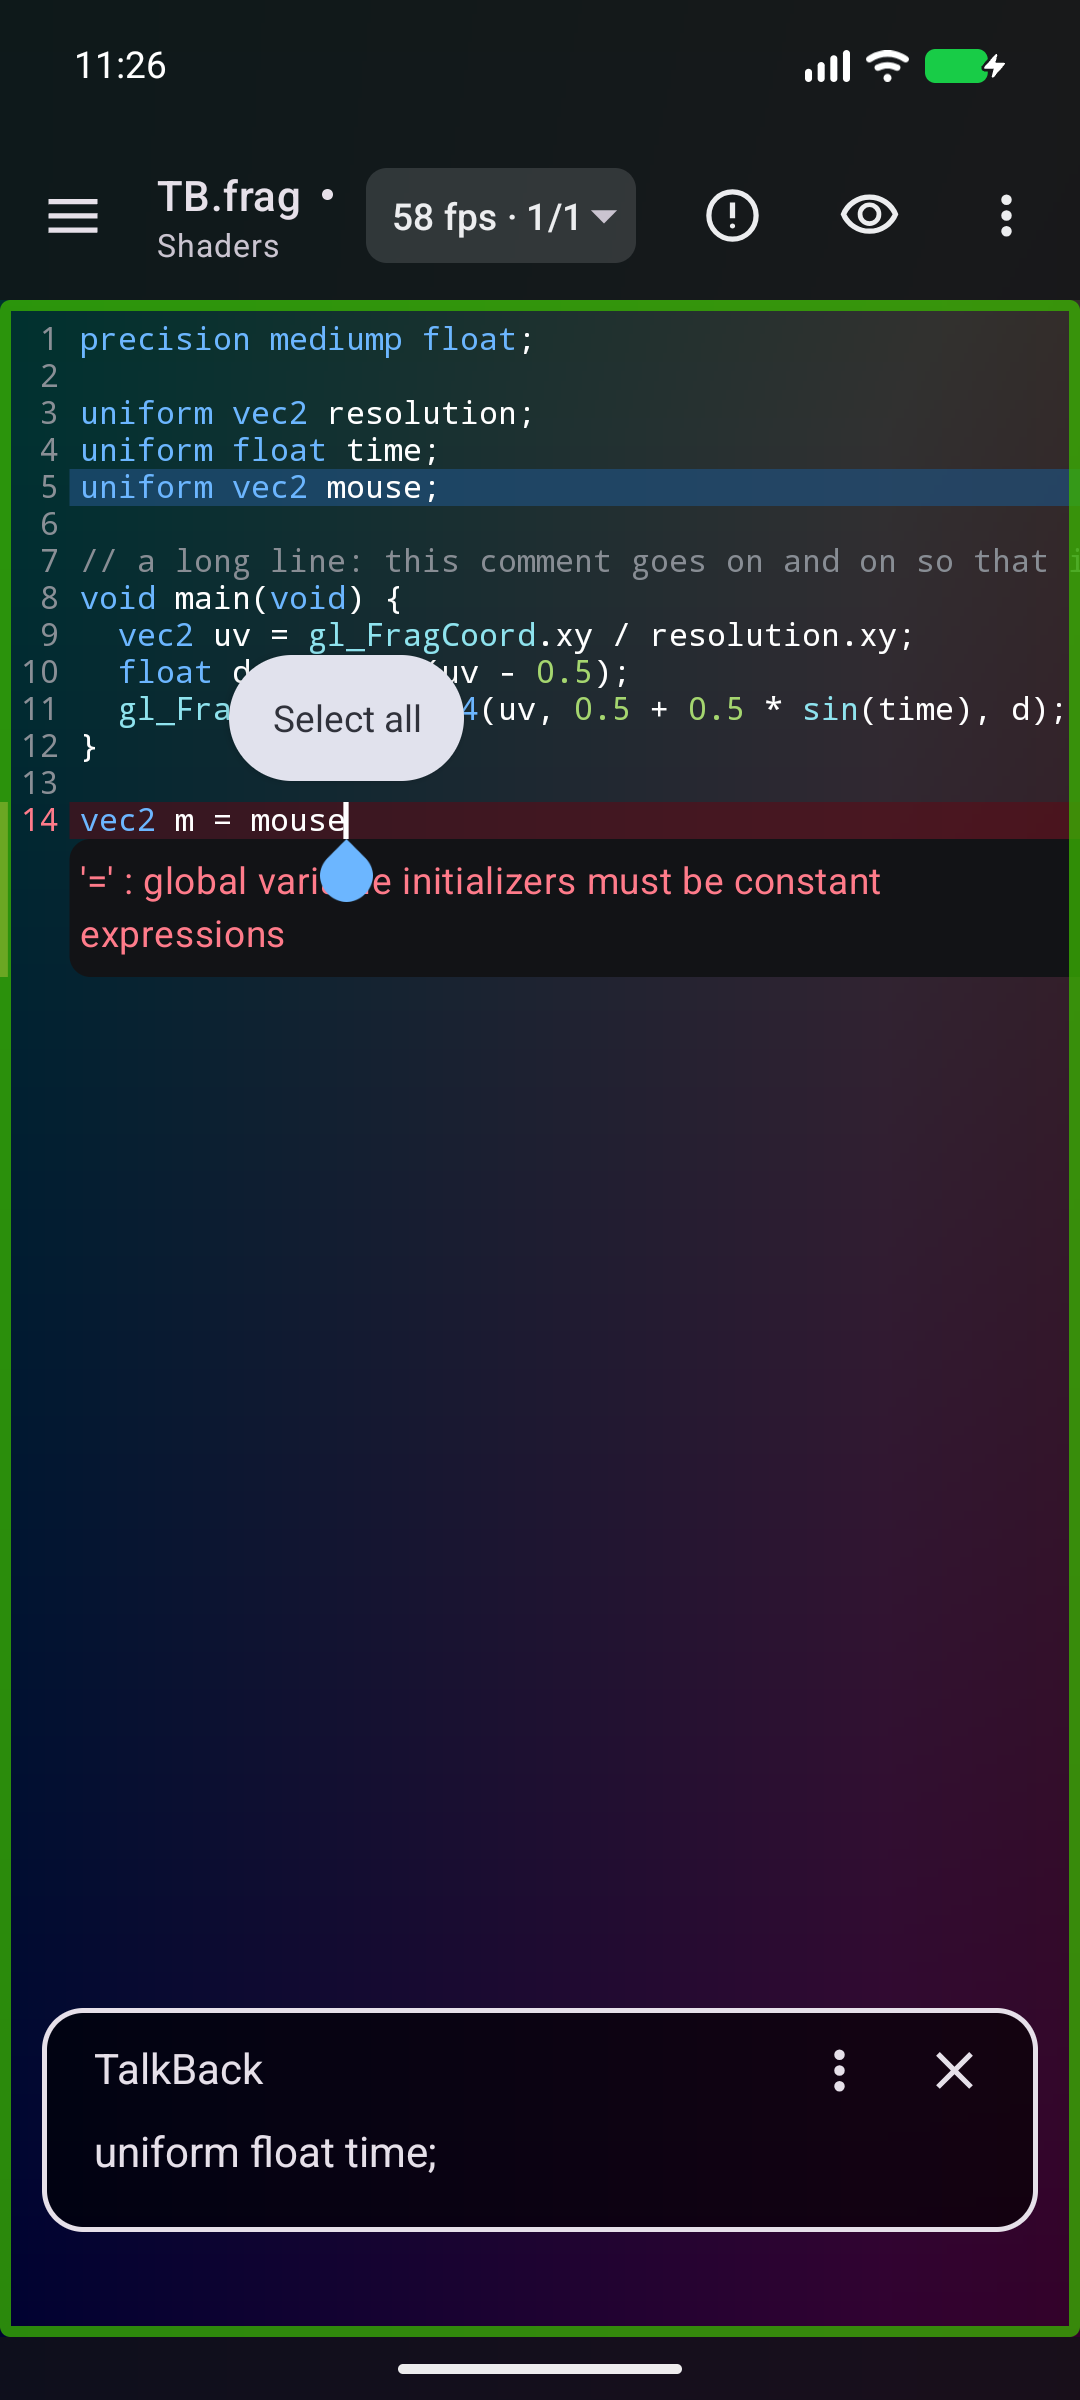 11:26
TB.frag •
Shaders
58 fps · 1/1
1 precision mediump float;
2
3 uniform vec2 resolution;
4 uniform float time;
5 uniform vec2 mouse;
6
7 // a long line: this comment goes on and on so that i
8 void main(void) {
9 vec2 uv = gl_FragCoord.xy / resolution.xy;
10 float d (uv - 0.5);
11 gl_Fra 4(uv, 0.5 + 0.5 * sin(time), d);
12 }
13
Select all
14 vec2 m = mouse
'=' : global initializers must be constant
expressions
TalkBack
uniform float time;